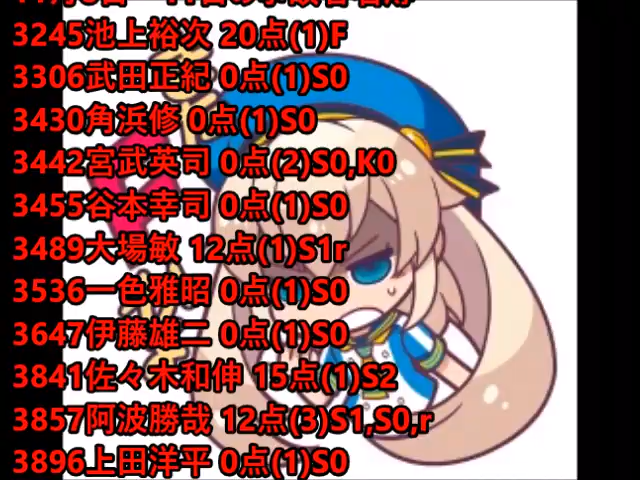 3245池上裕次 20点(1)F
3306武田正紀 0点(1)S0
3430角浜修 0点(1)S0
3442宮武英司 0点(2)S0,K0
3455谷本幸司 0点(1)S0
3489大場敏 12点(1)S1r
3536一色雅昭 0点(1)S0
3647伊藤雄二 0点(1)S0
3841佐々木和伸 15点(1)S2
3857阿波勝哉 12点(3)S1,S0,r
3896上田洋平 0点(1)S0